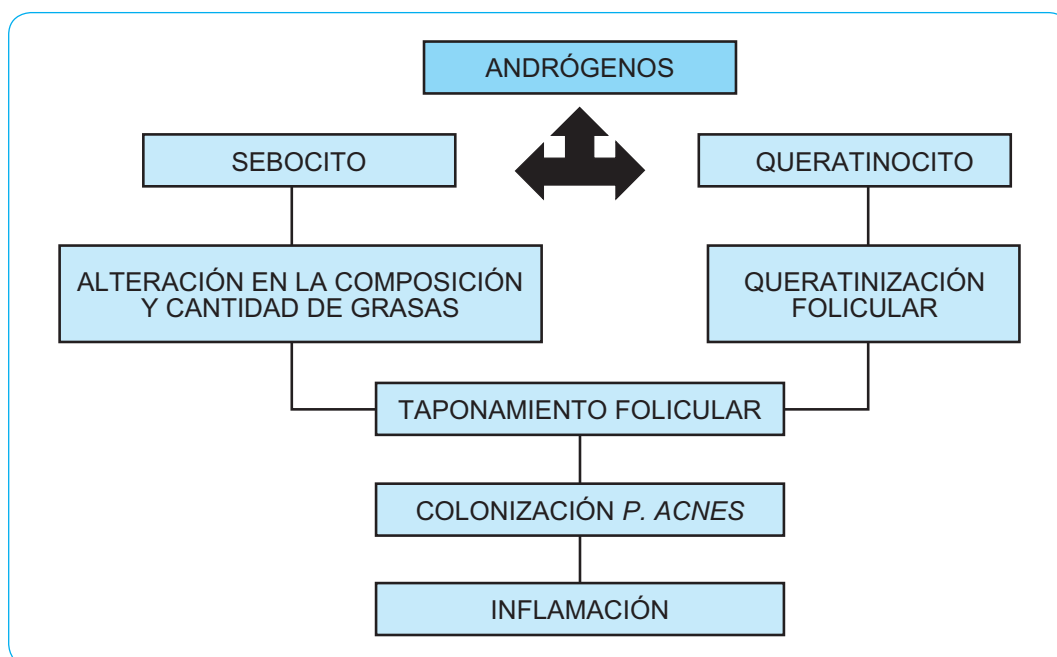 ANDRÓGENOS
SEBOCITO
QUERATINOCITO
ALTERACIÓN EN LA COMPOSICIÓN
Y CANTIDAD DE GRASAS
QUERATINIZACIÓN
FOLICULAR
TAPONAMIENTO FOLICULAR
COLONIZACIÓN P. ACNES
INFLAMACIÓN